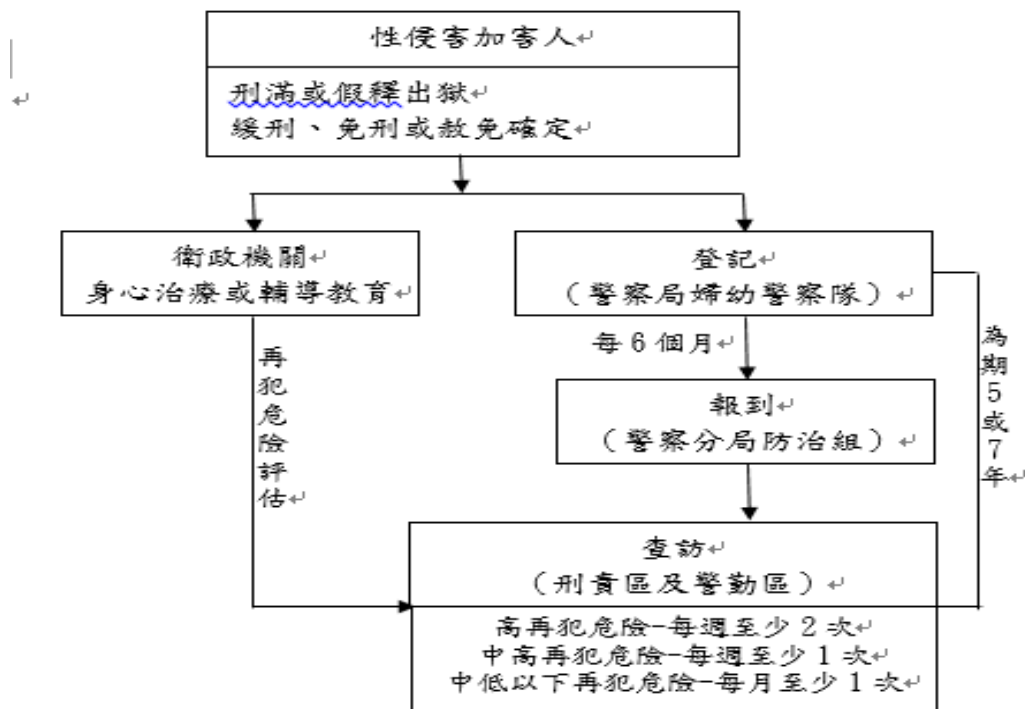 性侵害加害人
刑滿或假釋出獄
緩刑、免刑或赦免確定
衛政機關
身心治療或輔導教育
登記
（警察局婦幼警察隊）
每6個月
報到
（警察分局防治組）
再犯危險評估
為期5或7年
查訪
（刑責區及警勤區）
高再犯危險-每週至少2次
中高再犯危險-每週至少1次
中低以下再犯危險-每月至少1次